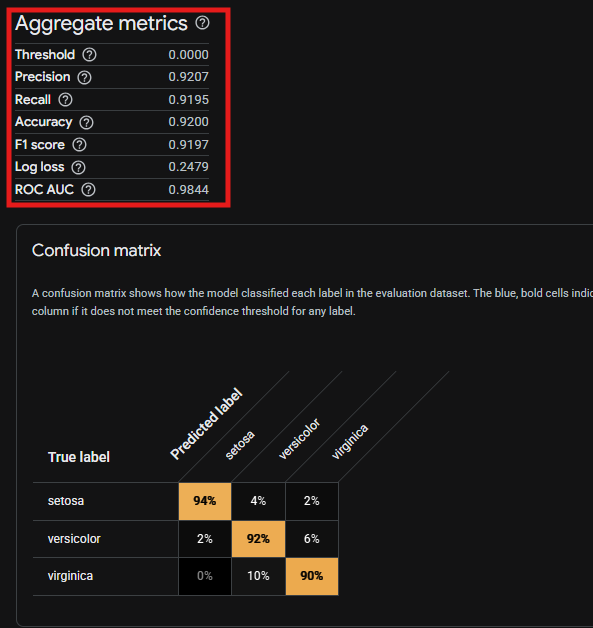 Aggregate metrics ?
Threshold ? 0.0000
Precision ? 0.9207
Recall ? 0.9195
Accuracy ? 0.9200
F1 score ? 0.9197
Log loss ? 0.2479
ROC AUC ? 0.9844
Confusion matrix
A confusion matrix shows how the model classified each label in the evaluation dataset. The blue, bold cells indic
column if it does not meet the confidence threshold for any label.
Predicted label
setosa
versicolor
virginica
True label
setosa 94% 4% 2%
versicolor 2% 92% 6%
virginica 0% 10% 90%